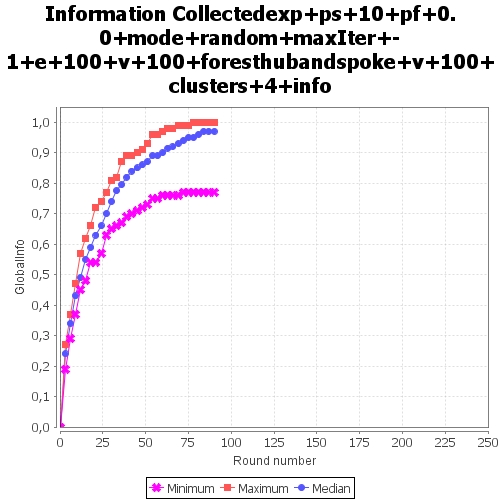 Information Collectedexp+ps+10+pf+0.
0+mode+random+maxIter+-
1+e+100+v+100+foresthubandspoke+v+100+
clusters+4+info
1,0
0,9
0,8
0,7
0,6
0,5
0,4
0,3
0,2
0,1
0,0
GlobalInfo
0 25 50 75 100 125 150 175 200 225 250
Round number
Minimum Maximum Median